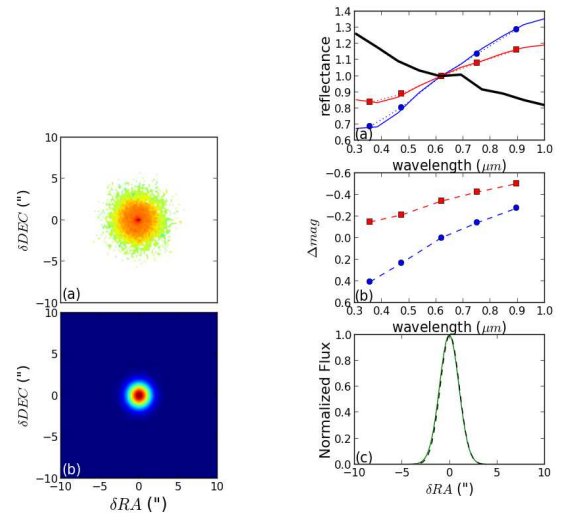 10
5
0
−5
−10
δDEC (")
(a)
10
5
0
−5
−10
δDEC (")
(b)
−10 −5 0 5 10
δRA (")
1.4
1.3
1.2
1.1
1.0
0.9
0.8
0.7
0.6
reflectance
(a)
0.3 0.4 0.5 0.6 0.7 0.8 0.9 1.0
wavelength (μm)
−0.6
−0.4
−0.2
0.0
0.2
0.4
0.6
Δmag
(b)
0.3 0.4 0.5 0.6 0.7 0.8 0.9 1.0
wavelength (μm)
1.0
0.8
0.6
0.4
0.2
0.0
Normalized Flux
(c)
−10 −5 0 5 10
δRA (")